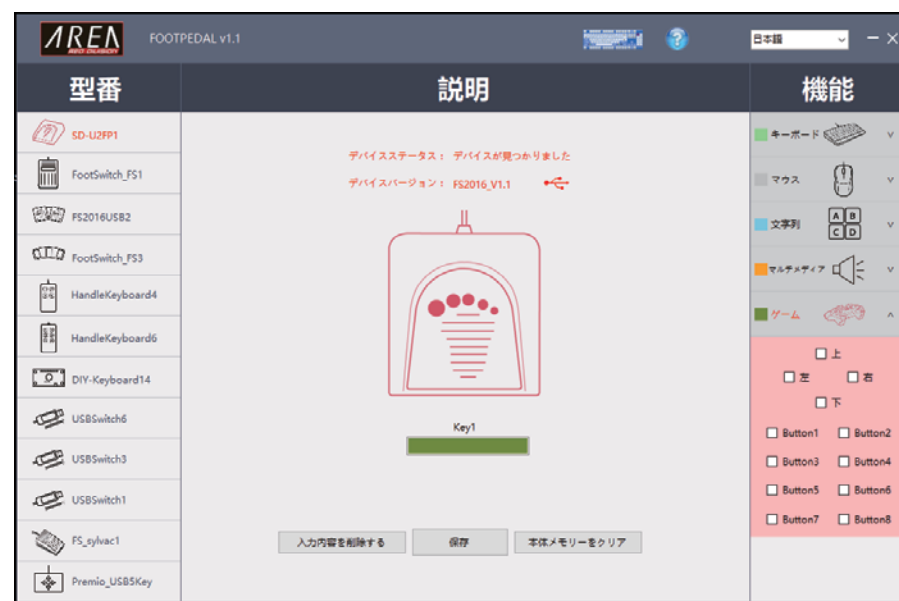 AREA
FOOTPEDAL v1.1
日本語
型番
説明
機能
SD-U2FP1
FootSwitch_FS1
FS2016USB2
FootSwitch_FS3
HandleKeyboard4
HandleKeyboard6
DIY-Keyboard14
USBSwitch6
USBSwitch3
USBSwitch1
FS_sylvac1
Premio_USB5Key
デバイスステータス： デバイスが見つかりました
デバイスバージョン： FS2016_V1.1
Key1
入力内容を削除する
保存
本体メモリーをクリア
キーボード
マウス
文字列
A B
C D
マルチメディア
ゲーム
上
左 右
下
Button1 Button2
Button3 Button4
Button5 Button6
Button7 Button8